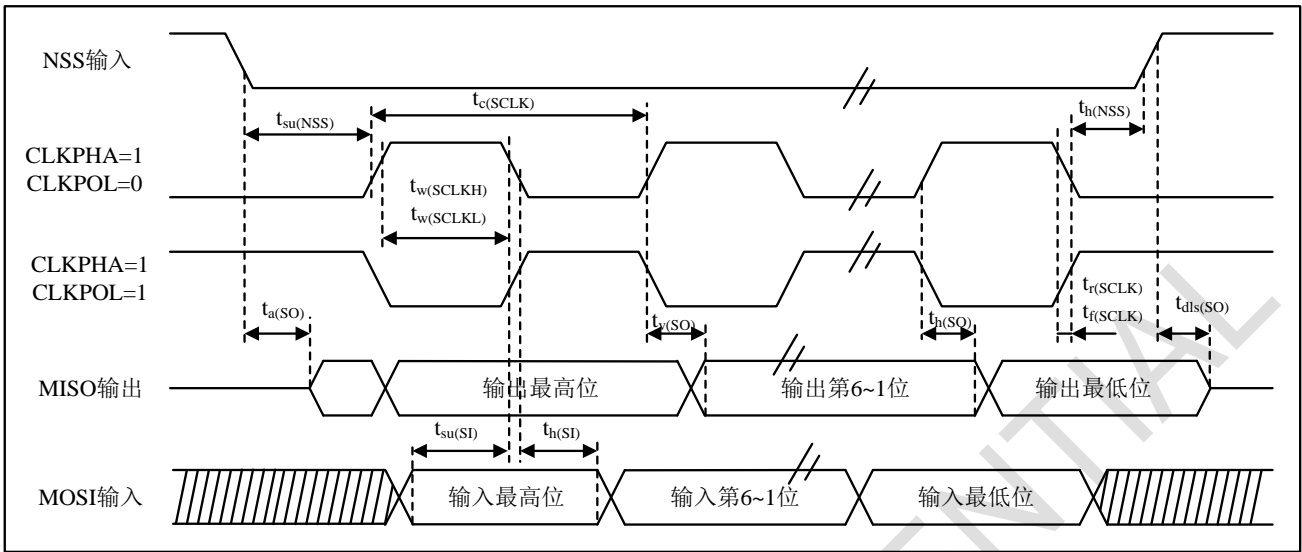 NSS输入
tc(SCLK)
tsu(NSS)
th(NSS)
CLKPHA=1
CLKPOL=0
tw(SCLKH)
tw(SCLKL)
CLKPHA=1
CLKPOL=1
ta(SO)
tv(SO)
th(SO)
tr(SCLK)
tf(SCLK)
tdls(SO)
MISO输出
输出最高位
输出第6~1位
输出最低位
tsu(SI)
th(SI)
MOSI输入
输入最高位
输入第6~1位
输入最低位
ENTIAL